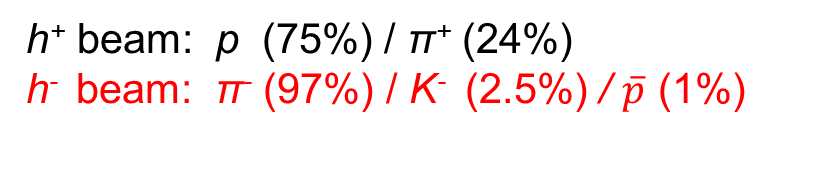 h⁺ beam: p (75%) / π⁺ (24%)
h⁻ beam: π⁻ (97%) / K⁻ (2.5%) / p̄ (1%)